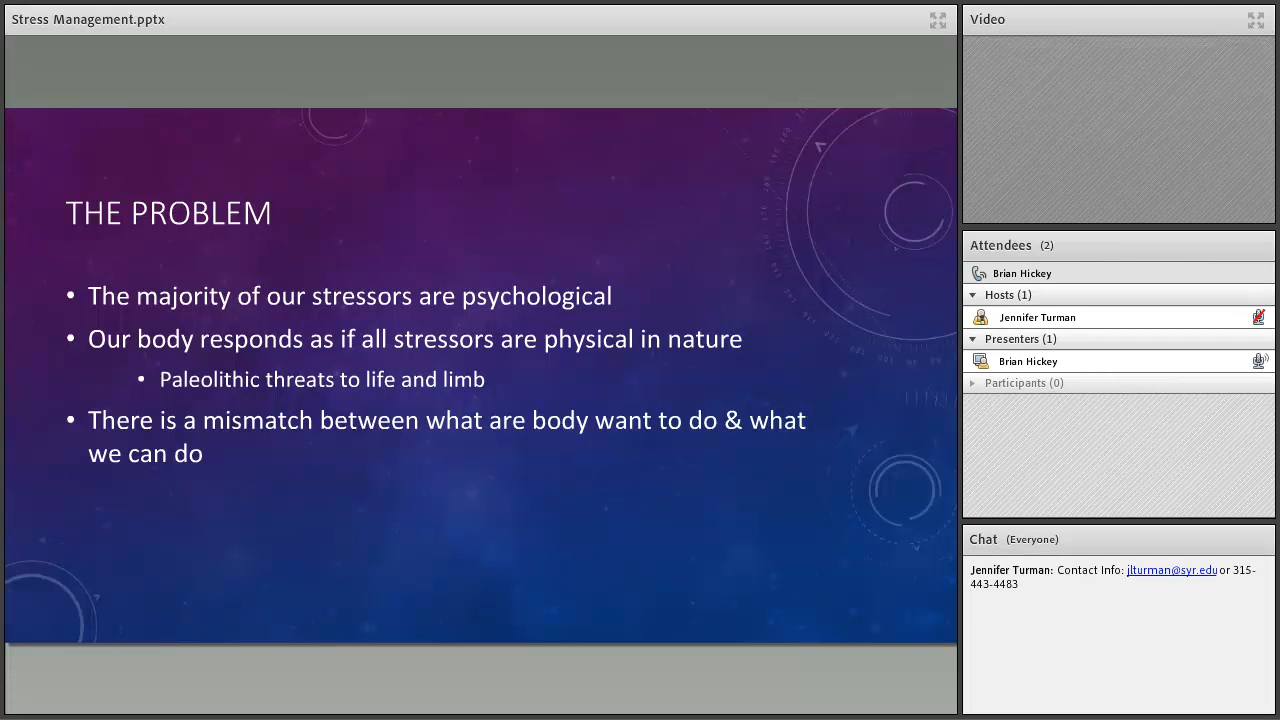 Stress Management.pptx
THE PROBLEM
• The majority of our stressors are psychological
• Our body responds as if all stressors are physical in nature
• Paleolithic threats to life and limb
• There is a mismatch between what are body want to do & what
we can do
Video
Attendees (2)
Brian Hickey
Hosts (1)
Jennifer Turman
Presenters (1)
Brian Hickey
Participants (0)
Chat (Everyone)
Jennifer Turman: Contact Info: jlturman@syr.edu or 315-
443-4483